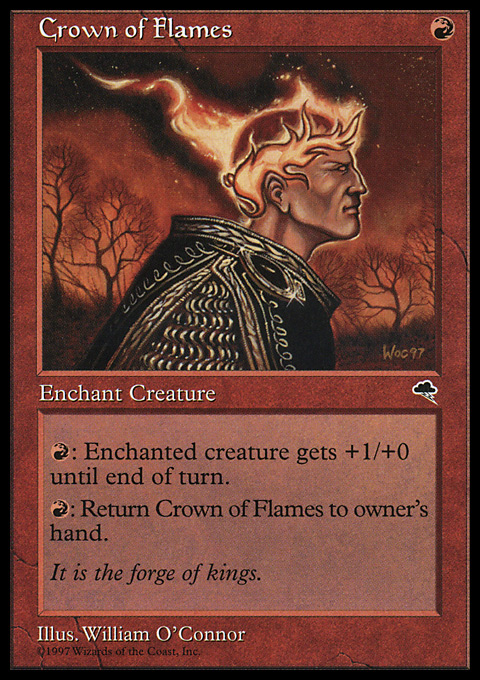 Crown of Flames
WOC97
Enchant Creature
: Enchanted creature gets +1/+0
until end of turn.
: Return Crown of Flames to owner's
hand.
It is the forge of kings.
Illus. William O'Connor
©1997 Wizards of the Coast, Inc.